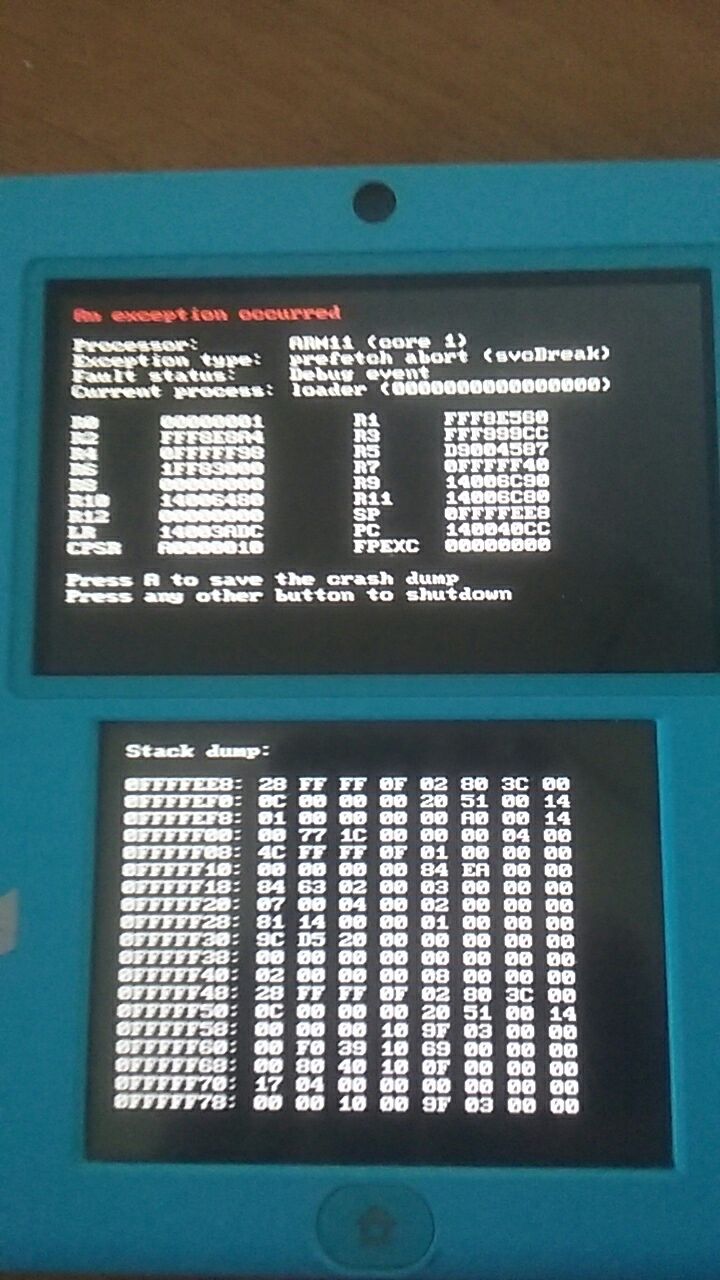 An exception occurred
Processor: ARM11 (core 1)
Exception type: prefetch abort (svcBreak)
Fault status: Debug event
Current process: loader (0000000000000000)
R0 00000001 R1 FFF8E560
R2 FFF8E8A4 R3 FFF898CC
R4 0FFFFF98 R5 D9004587
R6 1FF83000 R7 0FFFFF40
R8 00000000 R9 14006C90
R10 14006480 R11 14006C80
R12 00000000 SP 0FFFFEE8
LR 14003ADC PC 140040CC
CPSR A0000010 FPEXC 00000000
Press A to save the crash dump
Press any other button to shutdown
Stack dump:
0FFFFEE8: 28 FF FF 0F 02 80 3C 00
0FFFFEF0: 0C 00 00 00 20 51 00 14
0FFFFEF8: 01 00 00 00 00 A0 00 14
0FFFFF00: 00 77 1C 00 00 00 04 00
0FFFFF08: 4C FF FF 0F 01 00 00 00
0FFFFF10: 00 00 00 00 84 EA 00 00
0FFFFF18: 84 63 02 00 03 00 00 00
0FFFFF20: 07 00 04 00 02 00 00 00
0FFFFF28: 81 14 00 00 01 00 00 00
0FFFFF30: 9C D5 20 00 00 00 00 00
0FFFFF38: 00 00 00 00 00 00 00 00
0FFFFF40: 02 00 00 00 08 00 00 00
0FFFFF48: 28 FF FF 0F 02 80 3C 00
0FFFFF50: 0C 00 00 00 20 51 00 14
0FFFFF58: 00 00 00 10 9F 03 00 00
0FFFFF60: 00 F0 39 10 69 00 00 00
0FFFFF68: 00 80 40 10 0F 00 00 00
0FFFFF70: 17 04 00 00 00 00 00 00
0FFFFF78: 00 00 10 00 9F 03 00 00